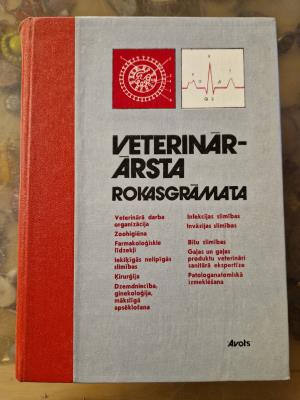 VETERINĀR-
ĀRSTA
ROKASGRĀMATA
Veterinārā darba
organizācija
Zoohigiēna
Farmakoloģiskie
līdzekļi
Iekšķīgās nelipīgās
slimības
Ķirurģija
Dzemdniecība,
ginekoloģija,
mākslīgā
apsēklošana
Infekcijas slimības
Invāzijas slimības
Bišu slimības
Gaļas un gaļas
produktu veterināri
sanitārā ekspertīze
Patologanatomiskā
izmeklēšana
Avots